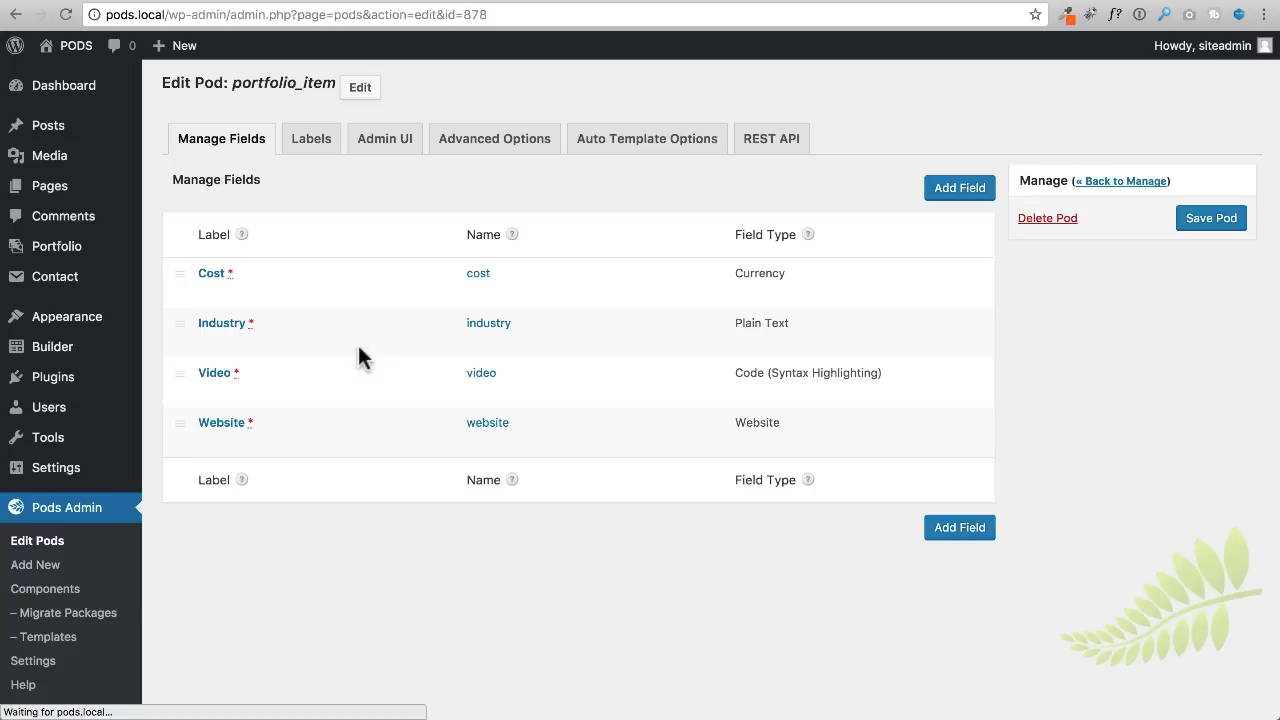 pods.local/wp-admin/admin.php?page=pods&action=edit&id=878
PODS 0 New
Howdy, siteadmin
Dashboard
Posts
Media
Pages
Comments
Portfolio
Contact
Appearance
Builder
Plugins
Users
Tools
Settings
Pods Admin
Edit Pods
Add New
Components
– Migrate Packages
– Templates
Settings
Help
Edit Pod: portfolio_item Edit
Manage Fields Labels Admin UI Advanced Options Auto Template Options REST API
Manage Fields
Add Field
Label ? Name ? Field Type ?
Cost * cost Currency
Industry * industry Plain Text
Video * video Code (Syntax Highlighting)
Website * website Website
Label ? Name ? Field Type ?
Add Field
Manage (« Back to Manage)
Delete Pod Save Pod
Waiting for pods.local...